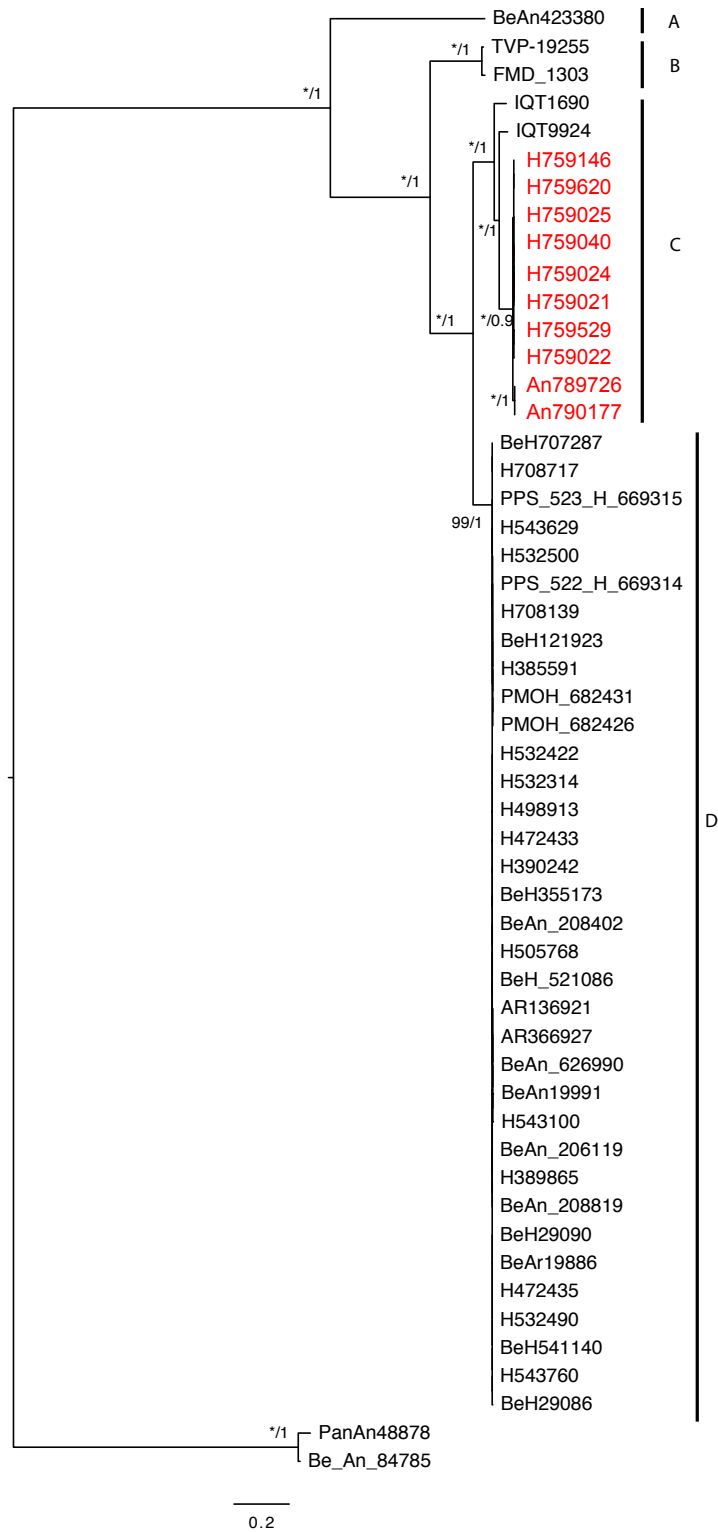 BeAn423380
A
*/1
TVP-19255
FMD_1303
B
*/1
IQT1690
IQT9924
*/1
H759146
H759620
*/1
H759025
*/1
H759040
C
H759024
H759021
*/1
*/0.9
H759529
H759022
An789726
*/1
An790177
BeH707287
H708717
PPS_523_H_669315
99/1
H543629
H532500
PPS_522_H_669314
H708139
BeH121923
H385591
PMOH_682431
PMOH_682426
H532422
H532314
H498913
D
H472433
H390242
BeH355173
BeAn_208402
H505768
BeH_521086
AR136921
AR366927
BeAn_626990
BeAn19991
H543100
BeAn_206119
H389865
BeAn_208819
BeH29090
BeAr19886
H472435
H532490
BeH541140
H543760
BeH29086
*/1
PanAn48878
Be_An_84785
0.2